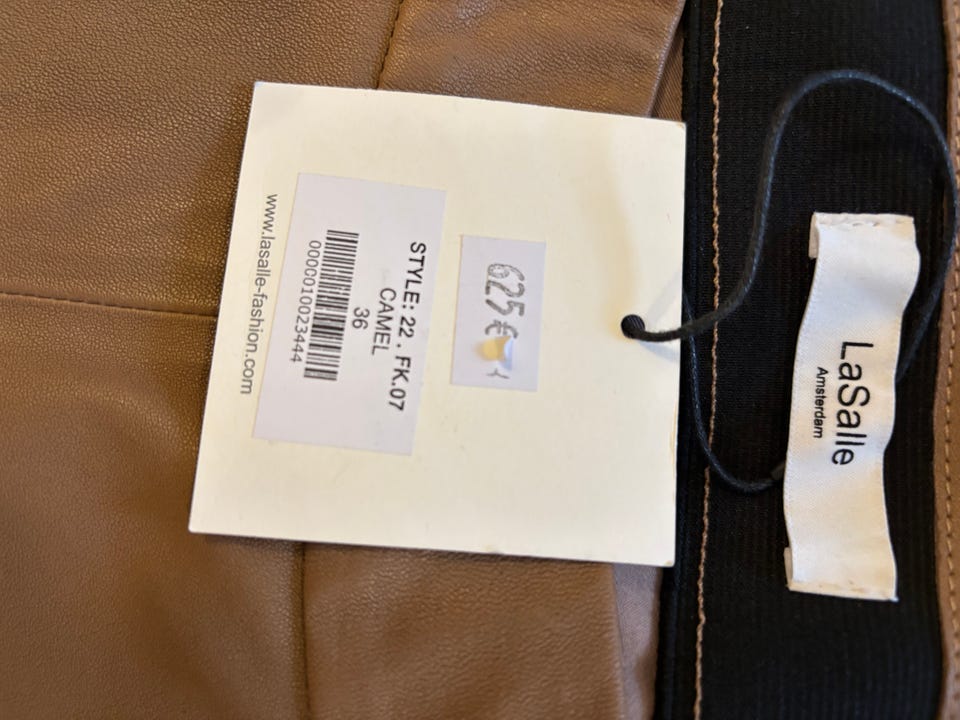 625 €
STYLE: 22 . FK.07
CAMEL
36
0000010023444
www.lasalle-fashion.com
LaSalle
Amsterdam